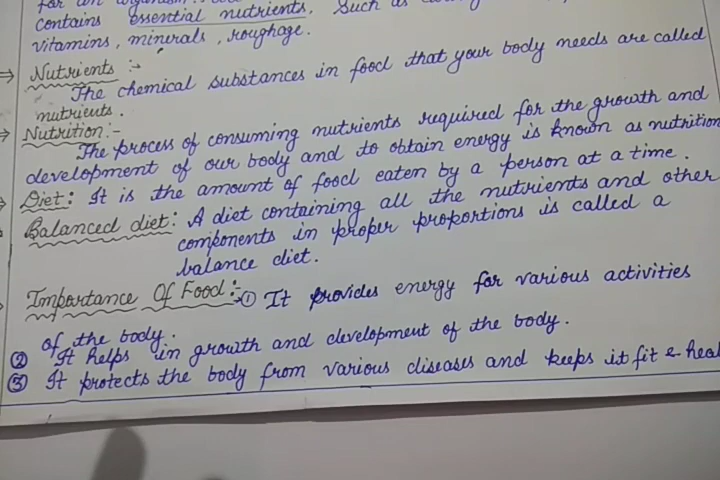 for an organism.
contains essential nutrients. Such as
vitamins, minerals, roughage.
⇒ Nutrients :-
The chemical substances in food that your body needs are called
nutrients.
⇒ Nutrition:-
The process of consuming nutrients required for the growth and
development of our body and to obtain energy is known as nutrition
Diet: It is the amount of food eaten by a person at a time.
Balanced diet: A diet containing all the nutrients and other
components in proper proportions is called a
balance diet.
Importance Of Food:- ① It provides energy for various activities
of the body.
② It helps in growth and development of the body.
③ It protects the body from various diseases and keeps it fit &